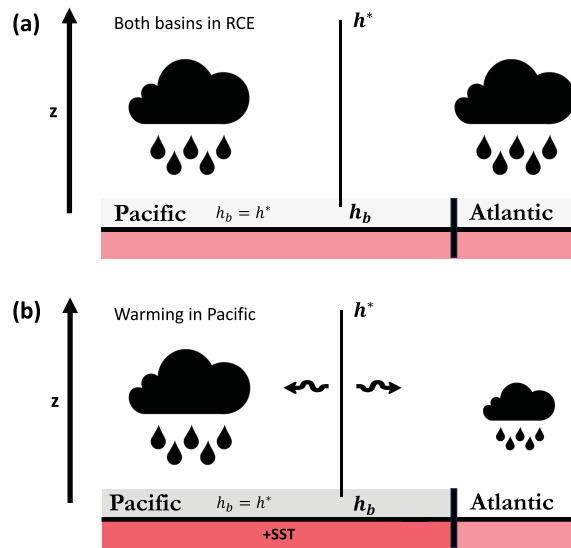 (a)
Both basins in RCE
h*
z
Pacific
h_b = h*
h_b
Atlantic
(b)
Warming in Pacific
h*
z
Pacific
h_b = h*
h_b
Atlantic
+SST